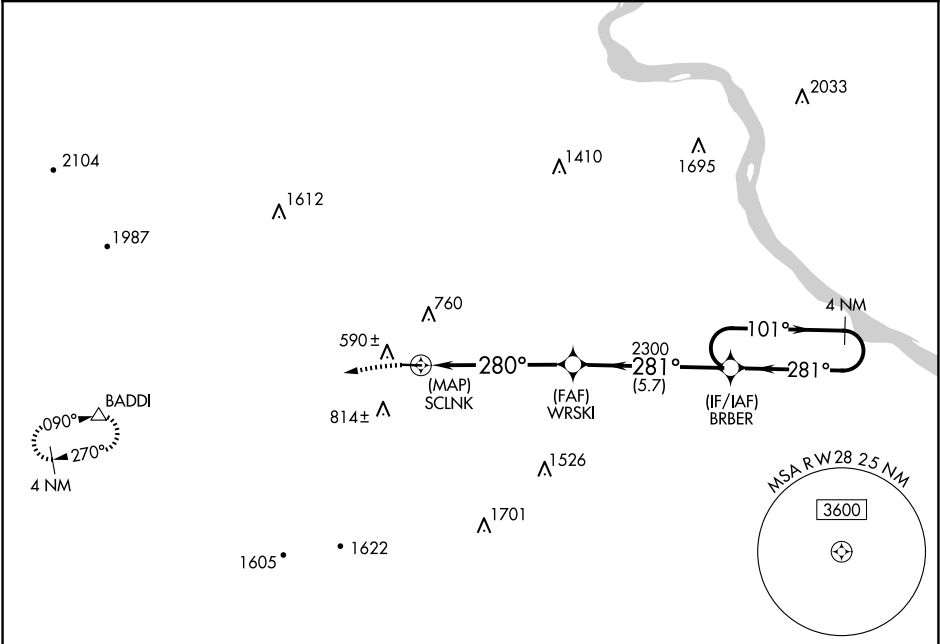 2033
1410
1695
2104
1612
1987
760
4 NM
101°
590 ±
2300
280°
281°
281°
(5.7)
(MAP)
SCLNK
(FAF)
WRSKI
(IF/IAF)
BRBER
814 ±
BADDI
090°
270°
4 NM
1526
MSA RW28 25 NM
3600
1701
1622
1605